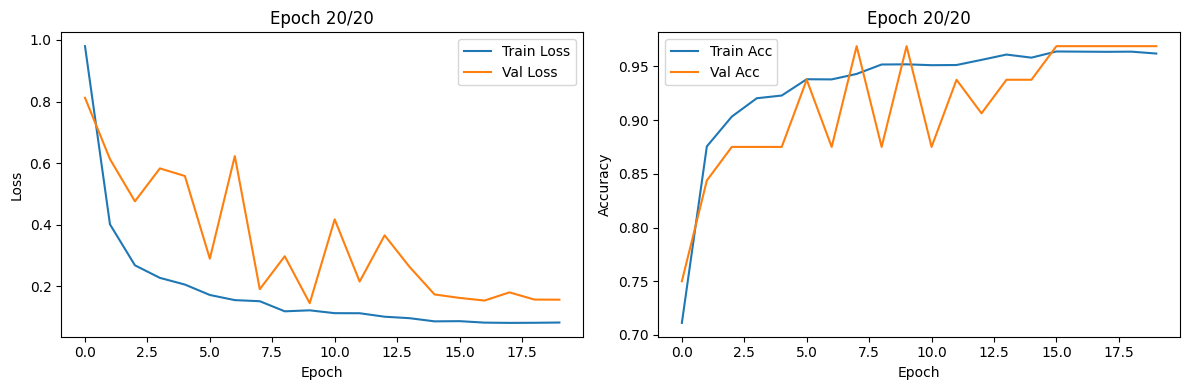 Epoch 20/20
Train Loss
Val Loss
Loss
1.0
0.8
0.6
0.4
0.2
0.0 2.5 5.0 7.5 10.0 12.5 15.0 17.5
Epoch
Epoch 20/20
Train Acc
Val Acc
Accuracy
0.95
0.90
0.85
0.80
0.75
0.70
0.0 2.5 5.0 7.5 10.0 12.5 15.0 17.5
Epoch